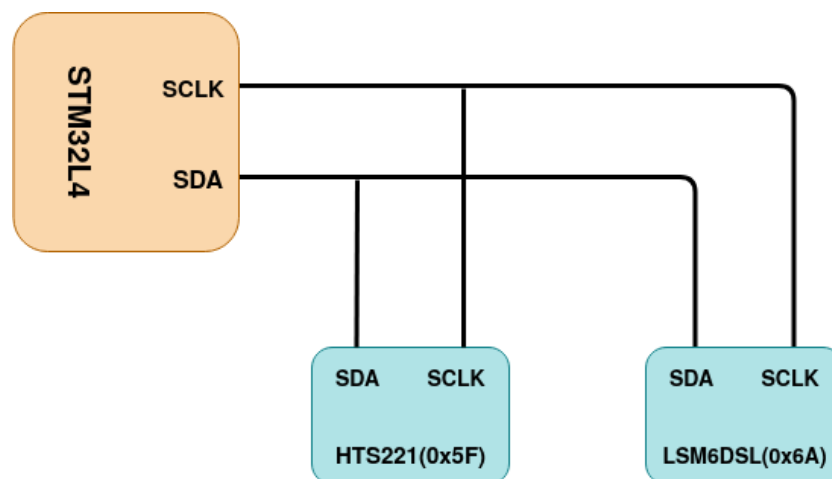 STM32L4
SCLK
SDA
SDA SCLK
HTS221(0x5F)
SDA SCLK
LSM6DSL(0x6A)